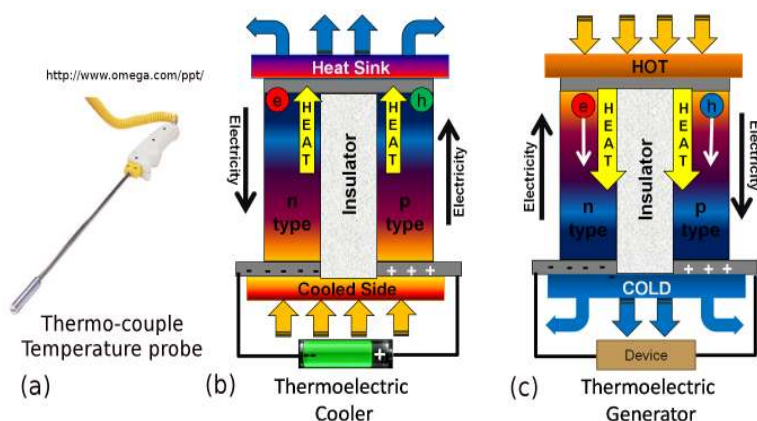 http://www.omega.com/ppt/
Thermo-couple
Temperature probe
(a)
Heat Sink
e
h
HEAT
HEAT
Electricity
Electricity
Insulator
n
type
p
type
- - - - -
+ + +
Cooled Side
--
+
(b)
Thermoelectric
Cooler
HOT
e
h
HEAT
HEAT
Electricity
Electricity
Insulator
n
type
p
type
- - - -
+ + +
COLD
Device
(c)
Thermoelectric
Generator